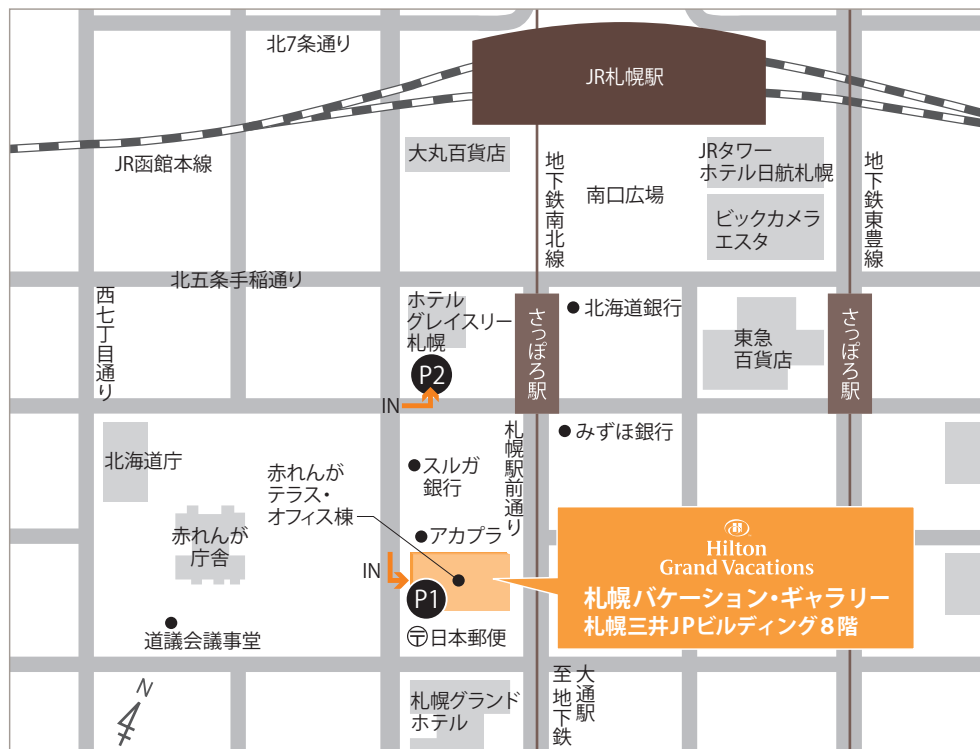 北7条通り
JR札幌駅
JR函館本線
大丸百貨店
地下鉄南北線
南口広場
JRタワー
ホテル日航札幌
ビックカメラ
エスタ
地下鉄東豊線
北五条手稲通り
西七丁目通り
ホテル
グレイスリー
札幌
P2
IN
さっぽろ駅
北海道銀行
東急
百貨店
さっぽろ駅
みずほ銀行
札幌駅前通り
北海道庁
赤れんが
テラス・
オフィス棟
スルガ
銀行
赤れんが
庁舎
アカプラ
IN
P1
〒日本郵便
道議会議事堂
Hilton
Grand Vacations
札幌バケーション・ギャラリー
札幌三井JPビルディング8階
N
札幌グランド
ホテル
大通駅
至地下鉄